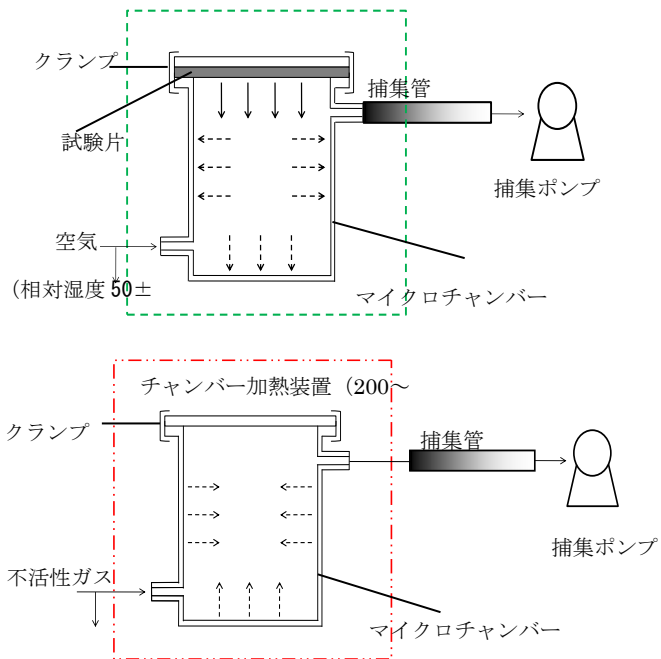 クランプ
捕集管
試験片
捕集ポンプ
空気
(相対湿度 50±
マイクロチャンバー
チャンバー加熱装置（200～
クランプ
捕集管
捕集ポンプ
不活性ガス
マイクロチャンバー